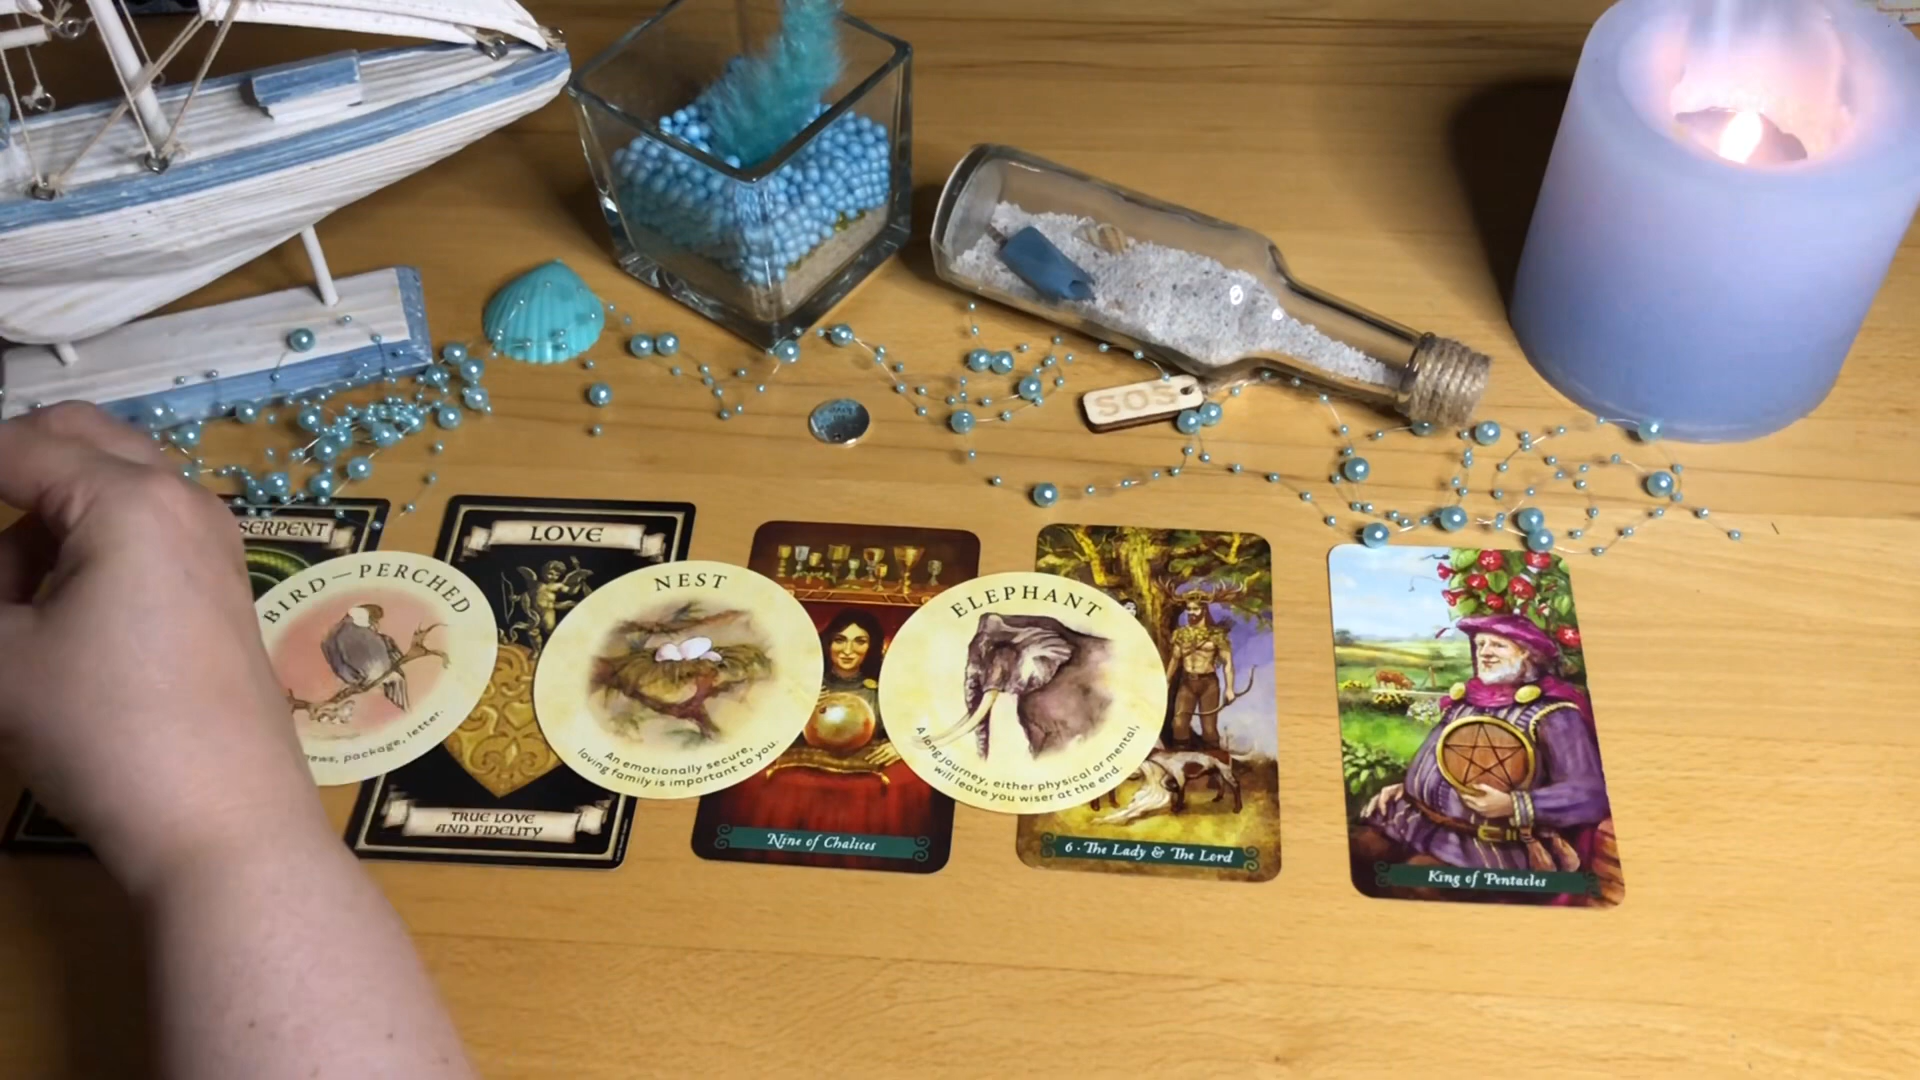 SOS
SERPENT
BIRD—PERCHED
news, package, letter.
LOVE
TRUE LOVE
AND FIDELITY
NEST
An emotionally secure,
loving family is important to you.
Nine of Chalices
ELEPHANT
A long journey, either physical or mental,
will leave you wiser at the end.
6 · The Lady & The Lord
King of Pentacles